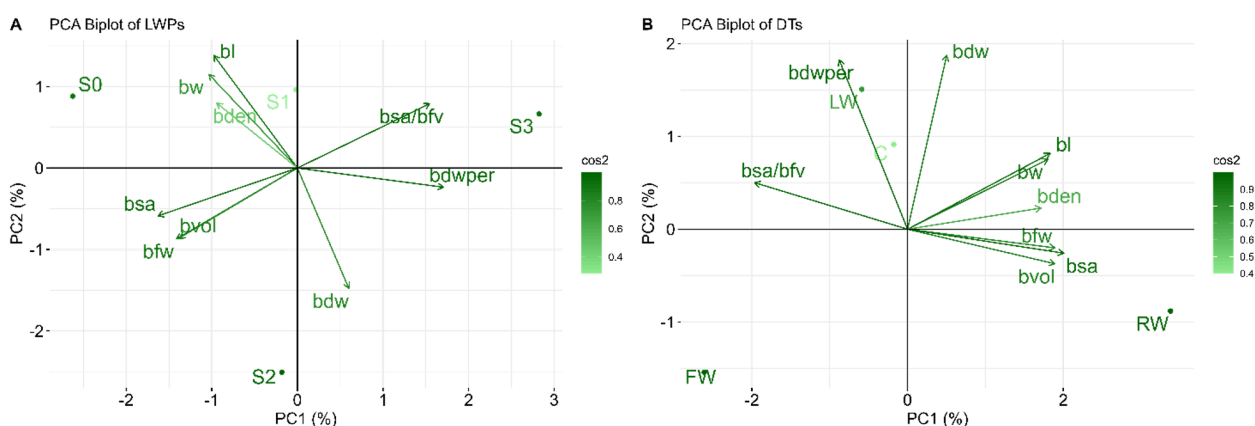 A PCA Biplot of LWPs
bl
bw
S0
S1
bden
bsa/bfv
S3
bdwper
bsa
bvol
bfw
bdw
S2
1
0
-1
-2
PC2 (%)
-2 -1 0 1 2 3
PC1 (%)
cos2
0.8
0.6
0.4
B PCA Biplot of DTs
bdw
bdwper
LW
C
bl
bw
bsa/bfv
bden
bfw
bsa
bvol
RW
FW
2
1
0
-1
PC2 (%)
-2 0 2
PC1 (%)
cos2
0.9
0.8
0.7
0.6
0.5
0.4